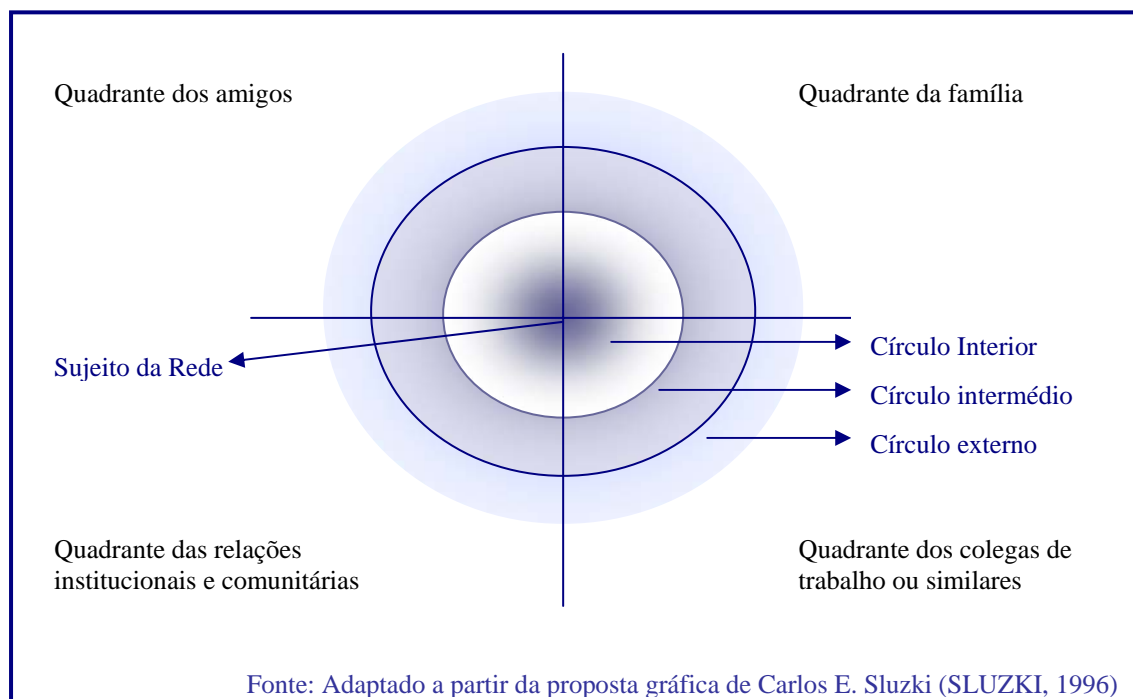 Quadrante dos amigos
Quadrante da família
Sujeito da Rede
Círculo Interior
Círculo intermédio
Círculo externo
Quadrante das relações
institucionais e comunitárias
Quadrante dos colegas de
trabalho ou similares
Fonte: Adaptado a partir da proposta gráfica de Carlos E. Sluzki (SLUZKI, 1996)